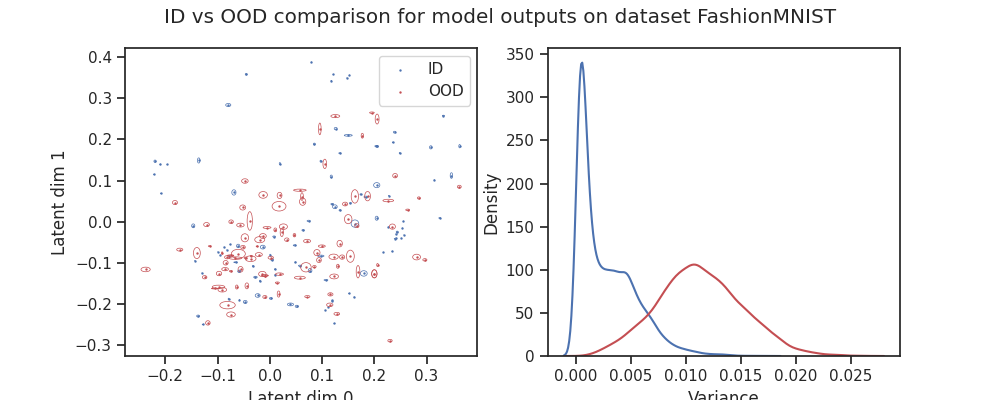 ID vs OOD comparison for model outputs on dataset FashionMNIST
Latent dim 1
0.4
0.3
0.2
0.1
0.0
−0.1
−0.2
−0.3
ID
OOD
−0.2 −0.1 0.0 0.1 0.2 0.3
Latent dim 0
Density
350
300
250
200
150
100
50
0
0.000 0.005 0.010 0.015 0.020 0.025
Variance